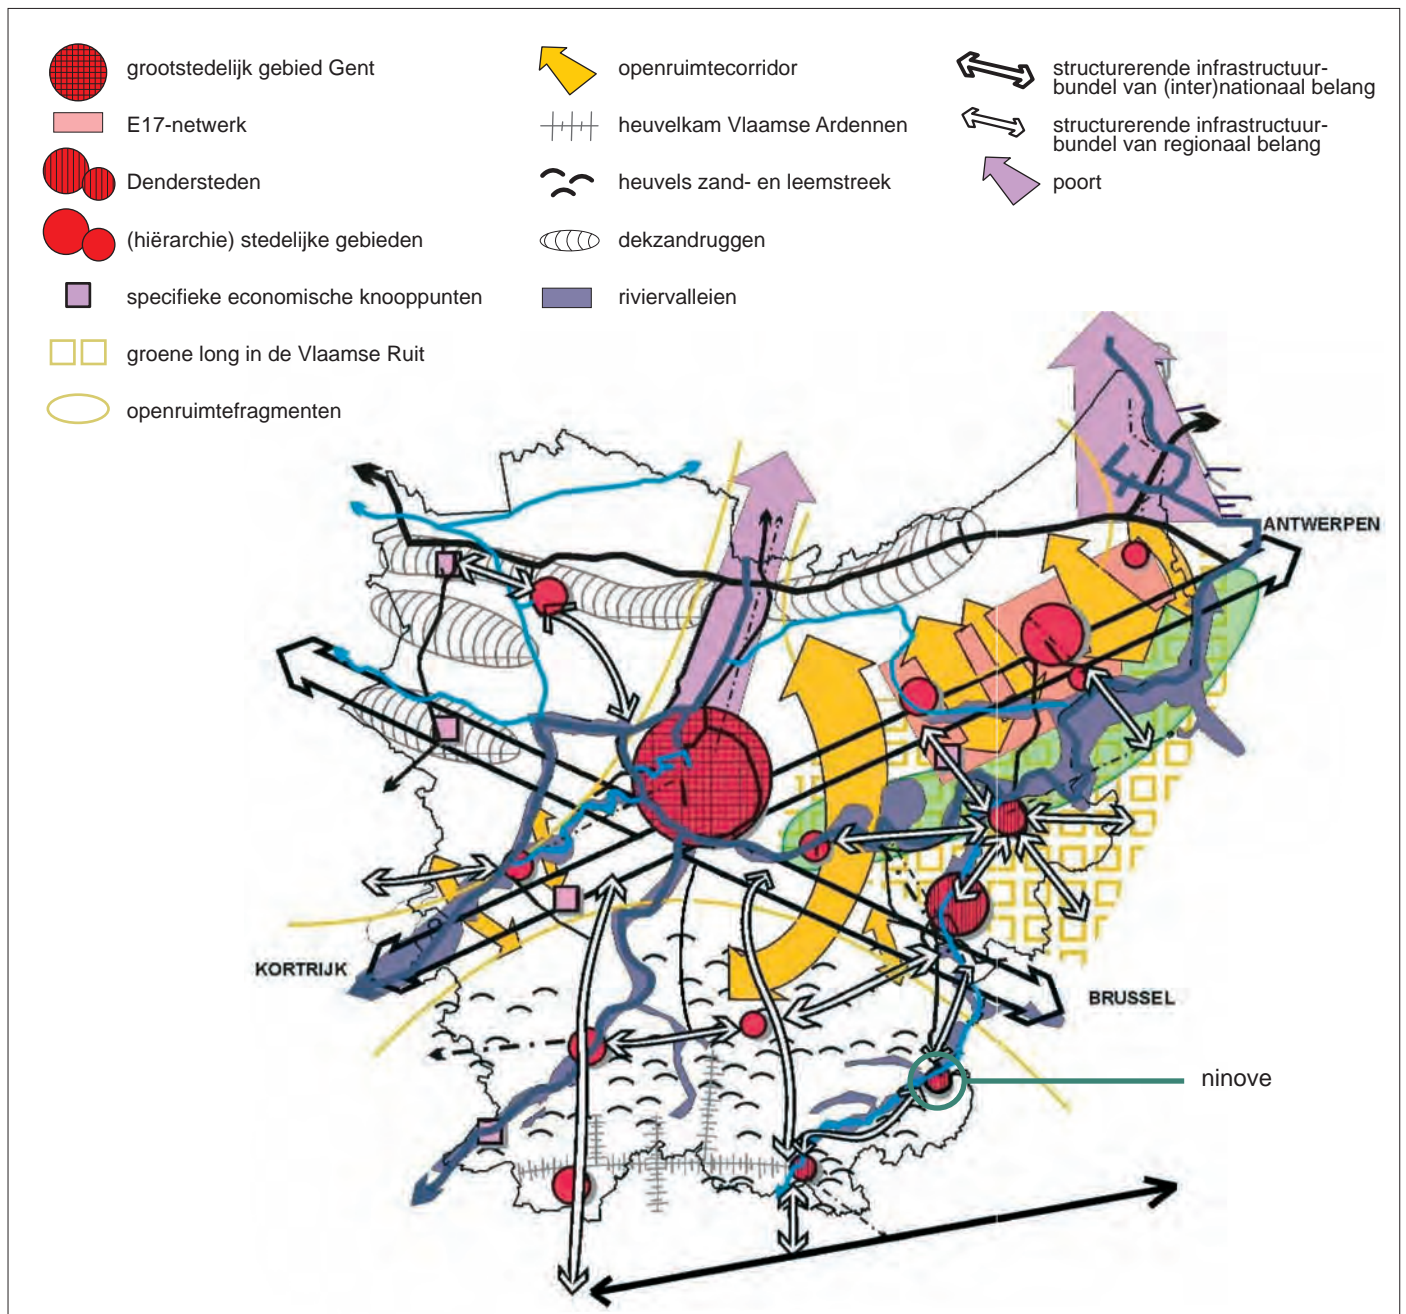 grootstedelijk gebied Gent
E17-netwerk
Dendersteden
(hiërarchie) stedelijke gebieden
specifieke economische knooppunten
groene long in de Vlaamse Ruit
openruimtefragmenten
openruimtecorridor
heuvelkam Vlaamse Ardennen
heuvels zand- en leemstreek
dekzandruggen
riviervalleien
structurerende infrastructuur-
bundel van (inter)nationaal belang
structurerende infrastructuur-
bundel van regionaal belang
poort
ANTWERPEN
KORTRIJK
BRUSSEL
ninove